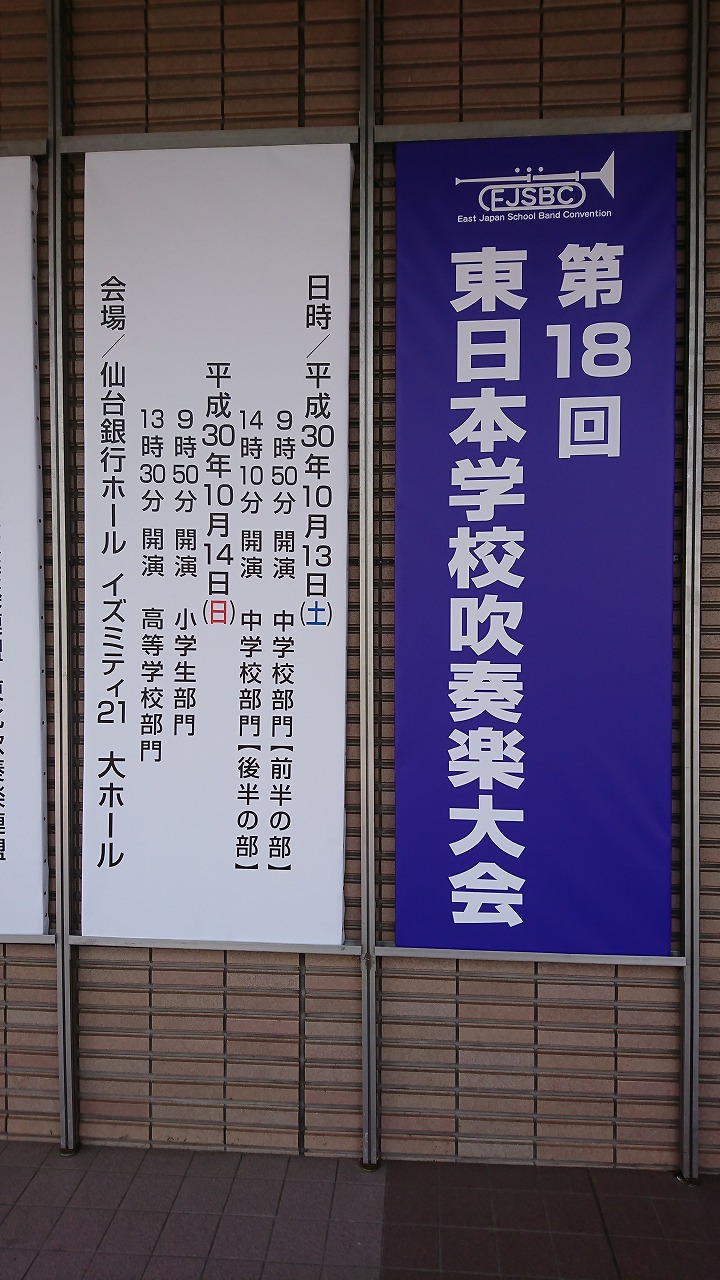 EJSBC
East Japan School Band Convention
第18回
東日本学校吹奏楽大会
日時／平成30年10月13日(土)
9時50分 開演 中学校部門【前半の部】
14時10分 開演 中学校部門【後半の部】
平成30年10月14日(日)
9時50分 開演 小学生部門
13時30分 開演 高等学校部門
会場／仙台銀行ホール イズミティ21 大ホール